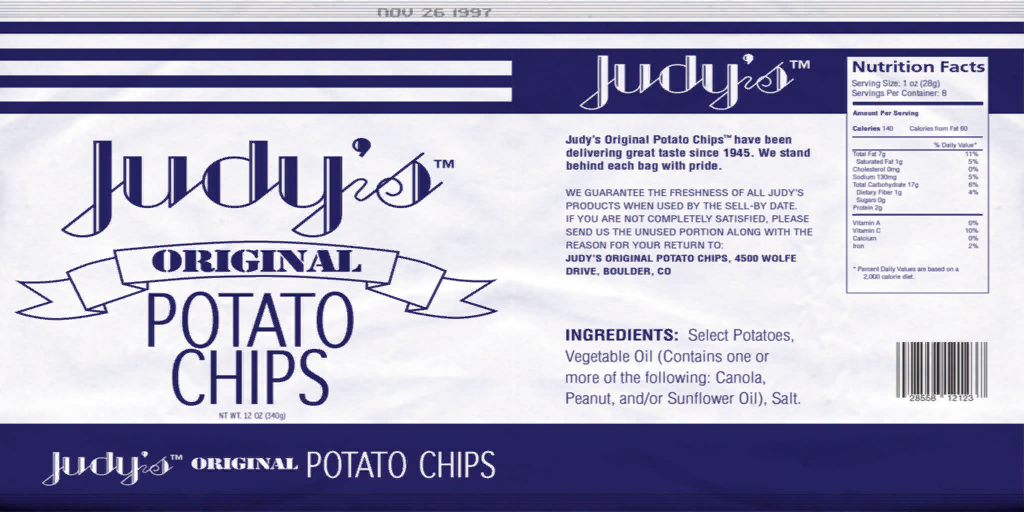 NOV 26 1997
Judy's™
ORIGINAL
POTATO
CHIPS
NT WT. 12 OZ (340g)
Judy's™ ORIGINAL POTATO CHIPS
Judy's™
Judy's Original Potato Chips™ have been
delivering great taste since 1945. We stand
behind each bag with pride.
WE GUARANTEE THE FRESHNESS OF ALL JUDY'S
PRODUCTS WHEN USED BY THE SELL-BY DATE.
IF YOU ARE NOT COMPLETELY SATISFIED, PLEASE
SEND US THE UNUSED PORTION ALONG WITH THE
REASON FOR YOUR RETURN TO:
JUDY'S ORIGINAL POTATO CHIPS, 4500 WOLFE
DRIVE, BOULDER, CO
INGREDIENTS: Select Potatoes,
Vegetable Oil (Contains one or
more of the following: Canola,
Peanut, and/or Sunflower Oil), Salt.
Nutrition Facts
Serving Size: 1 oz (28g)
Servings Per Container: 8
Amount Per Serving
Calories 140 Calories from Fat 60
% Daily Value*
Total Fat 7g 11%
Saturated Fat 1g 5%
Cholesterol 0mg 0%
Sodium 130mg 5%
Total Carbohydrate 17g 6%
Dietary Fiber 1g 4%
Sugars 0g
Protein 2g
Vitamin A 0%
Vitamin C 10%
Calcium 0%
Iron 2%
* Percent Daily Values are based on a
2,000 calorie diet.
28556 12123